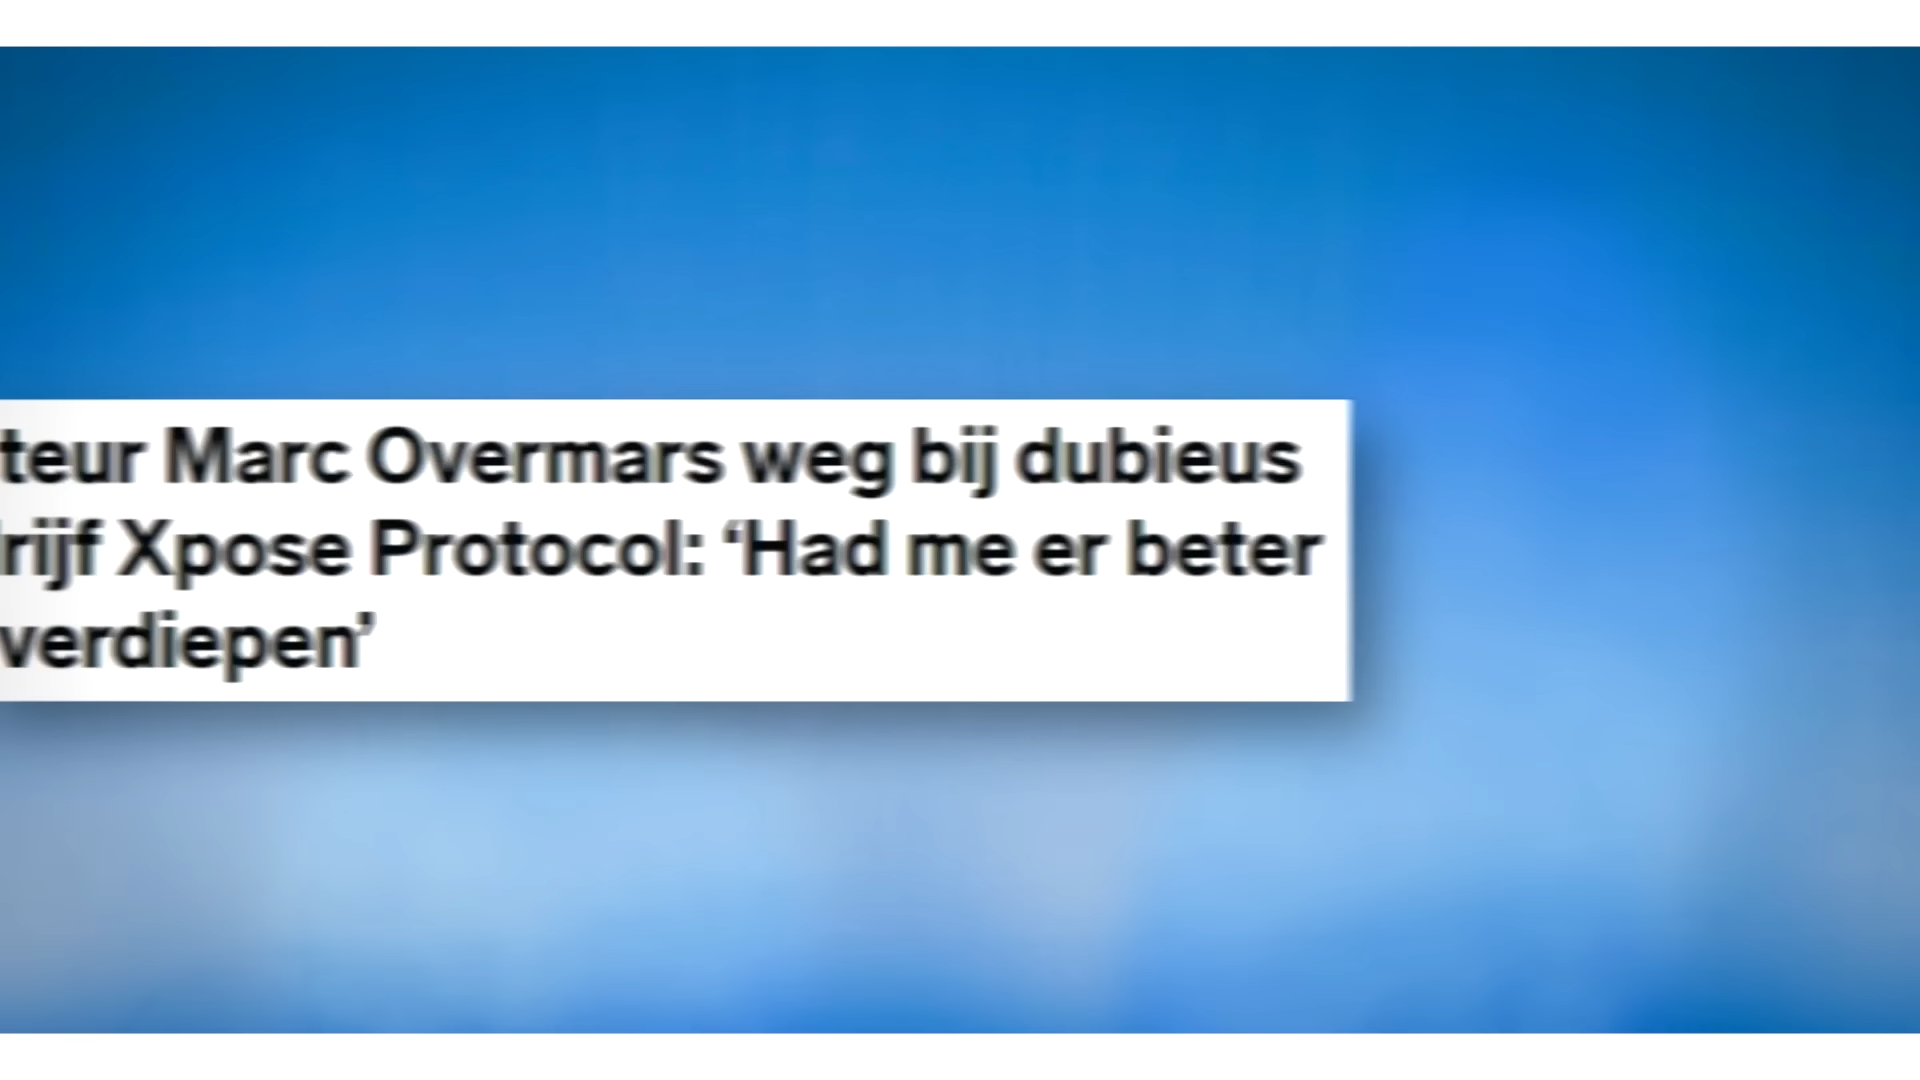 teur Marc Overmars weg bij dubieus
rijf Xpose Protocol: ‘Had me er beter
verdiepen’